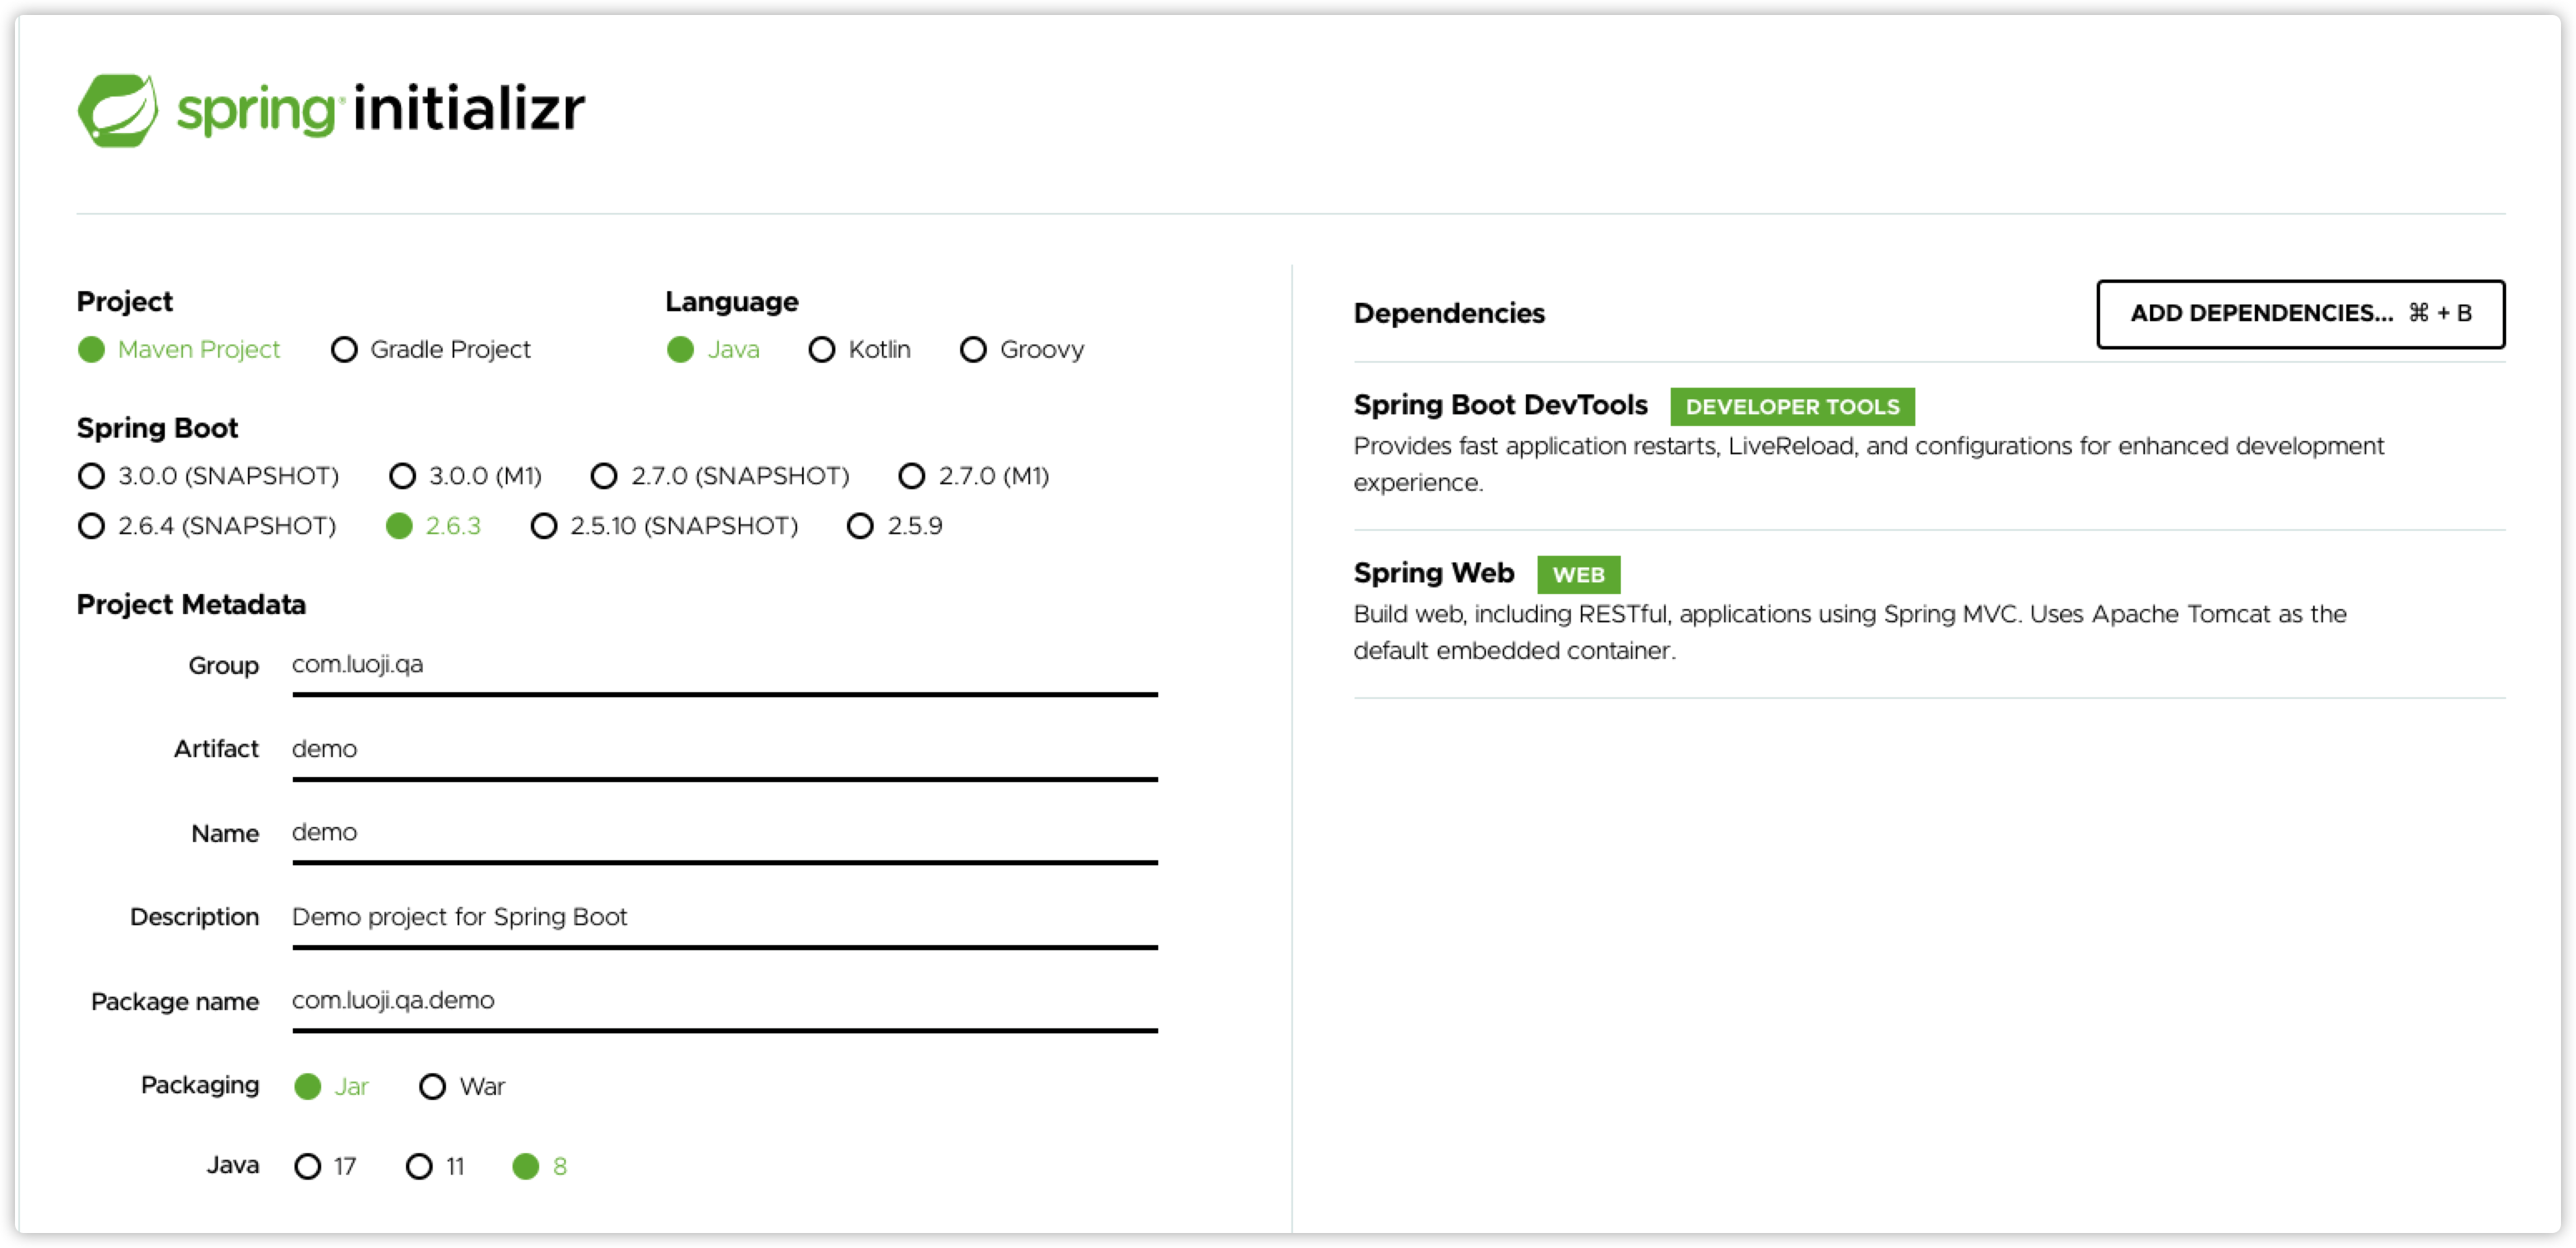 spring initializr
Project
Maven Project Gradle Project
Language
Java Kotlin Groovy
Spring Boot
3.0.0 (SNAPSHOT) 3.0.0 (M1) 2.7.0 (SNAPSHOT) 2.7.0 (M1)
2.6.4 (SNAPSHOT) 2.6.3 2.5.10 (SNAPSHOT) 2.5.9
Project Metadata
Group com.luoji.qa
Artifact demo
Name demo
Description Demo project for Spring Boot
Package name com.luoji.qa.demo
Packaging Jar War
Java 17 11 8
Dependencies
ADD DEPENDENCIES... ⌘ + B
Spring Boot DevTools DEVELOPER TOOLS
Provides fast application restarts, LiveReload, and configurations for enhanced development
experience.
Spring Web WEB
Build web, including RESTful, applications using Spring MVC. Uses Apache Tomcat as the
default embedded container.